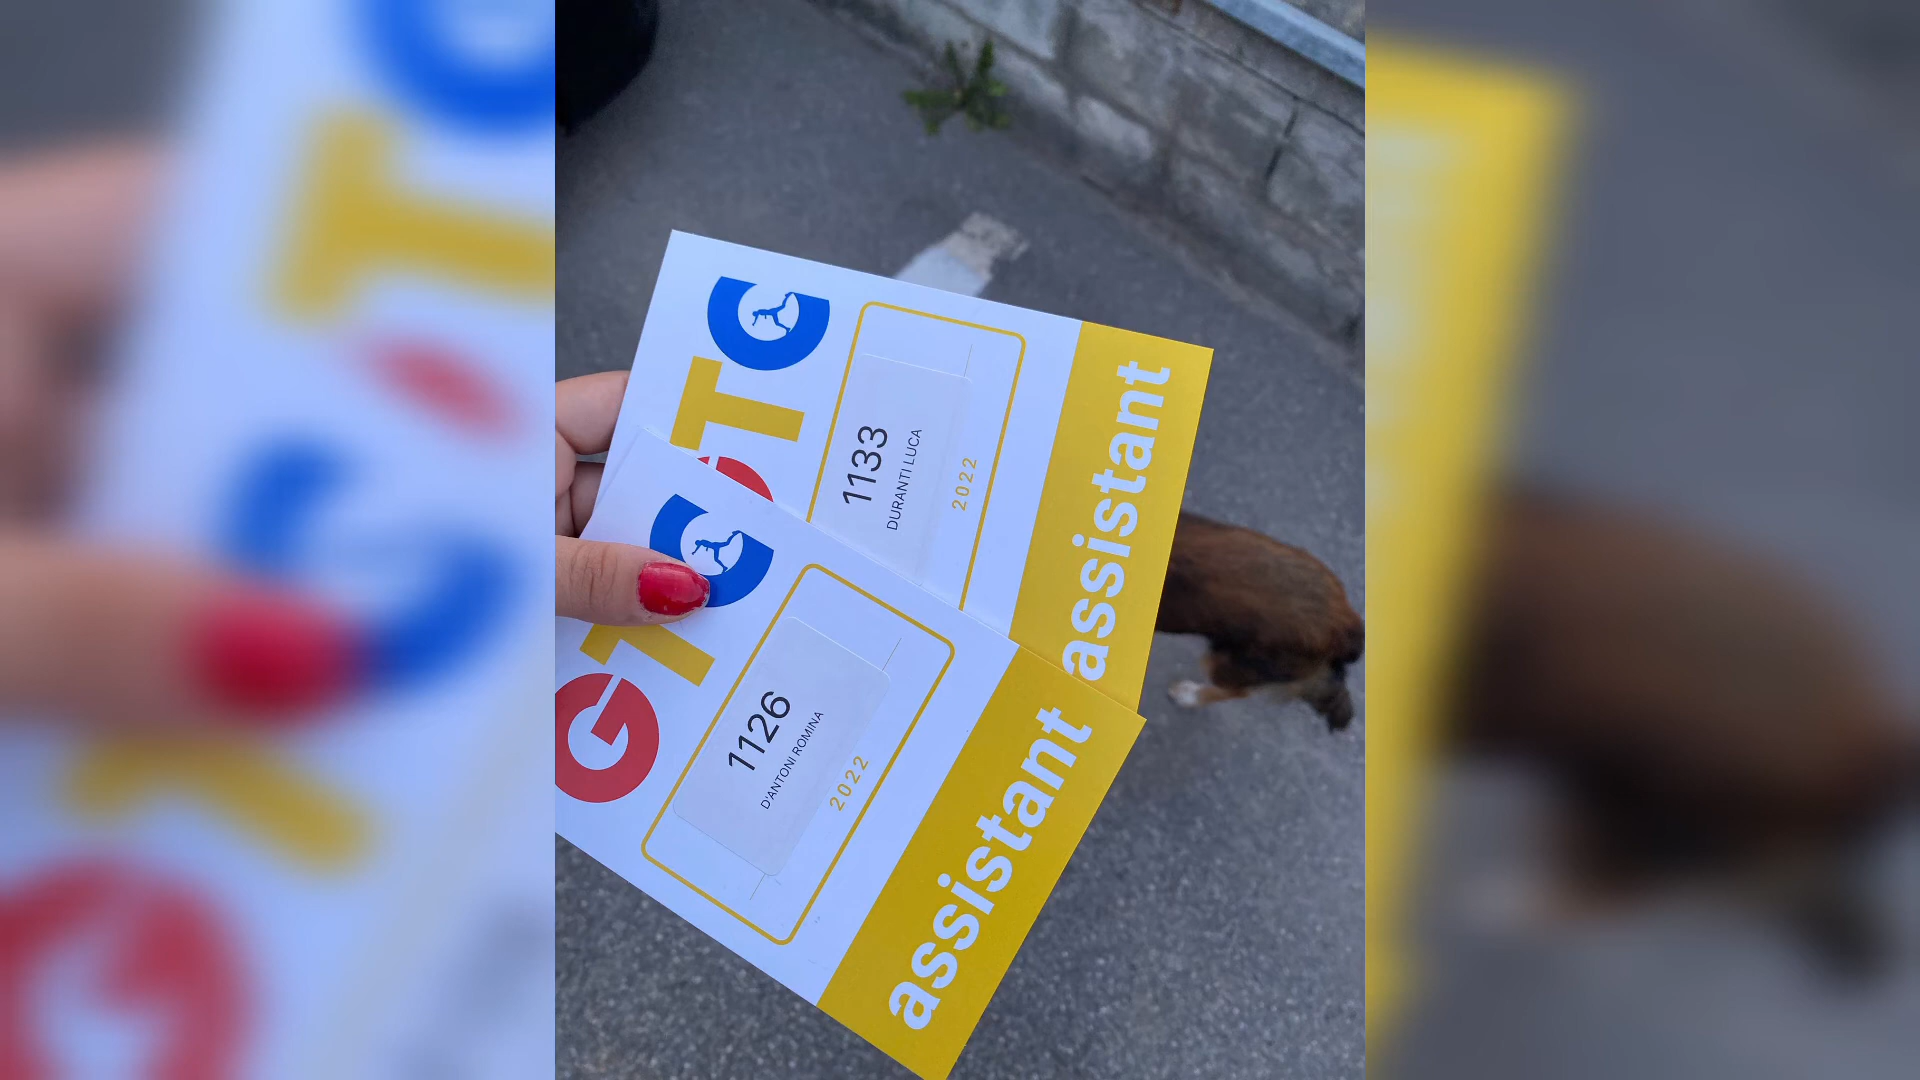 GTC
1133
DURANTI LUCA
2022
assistant
GTC
1126
D'ANTONI ROMINA
2022
assistant